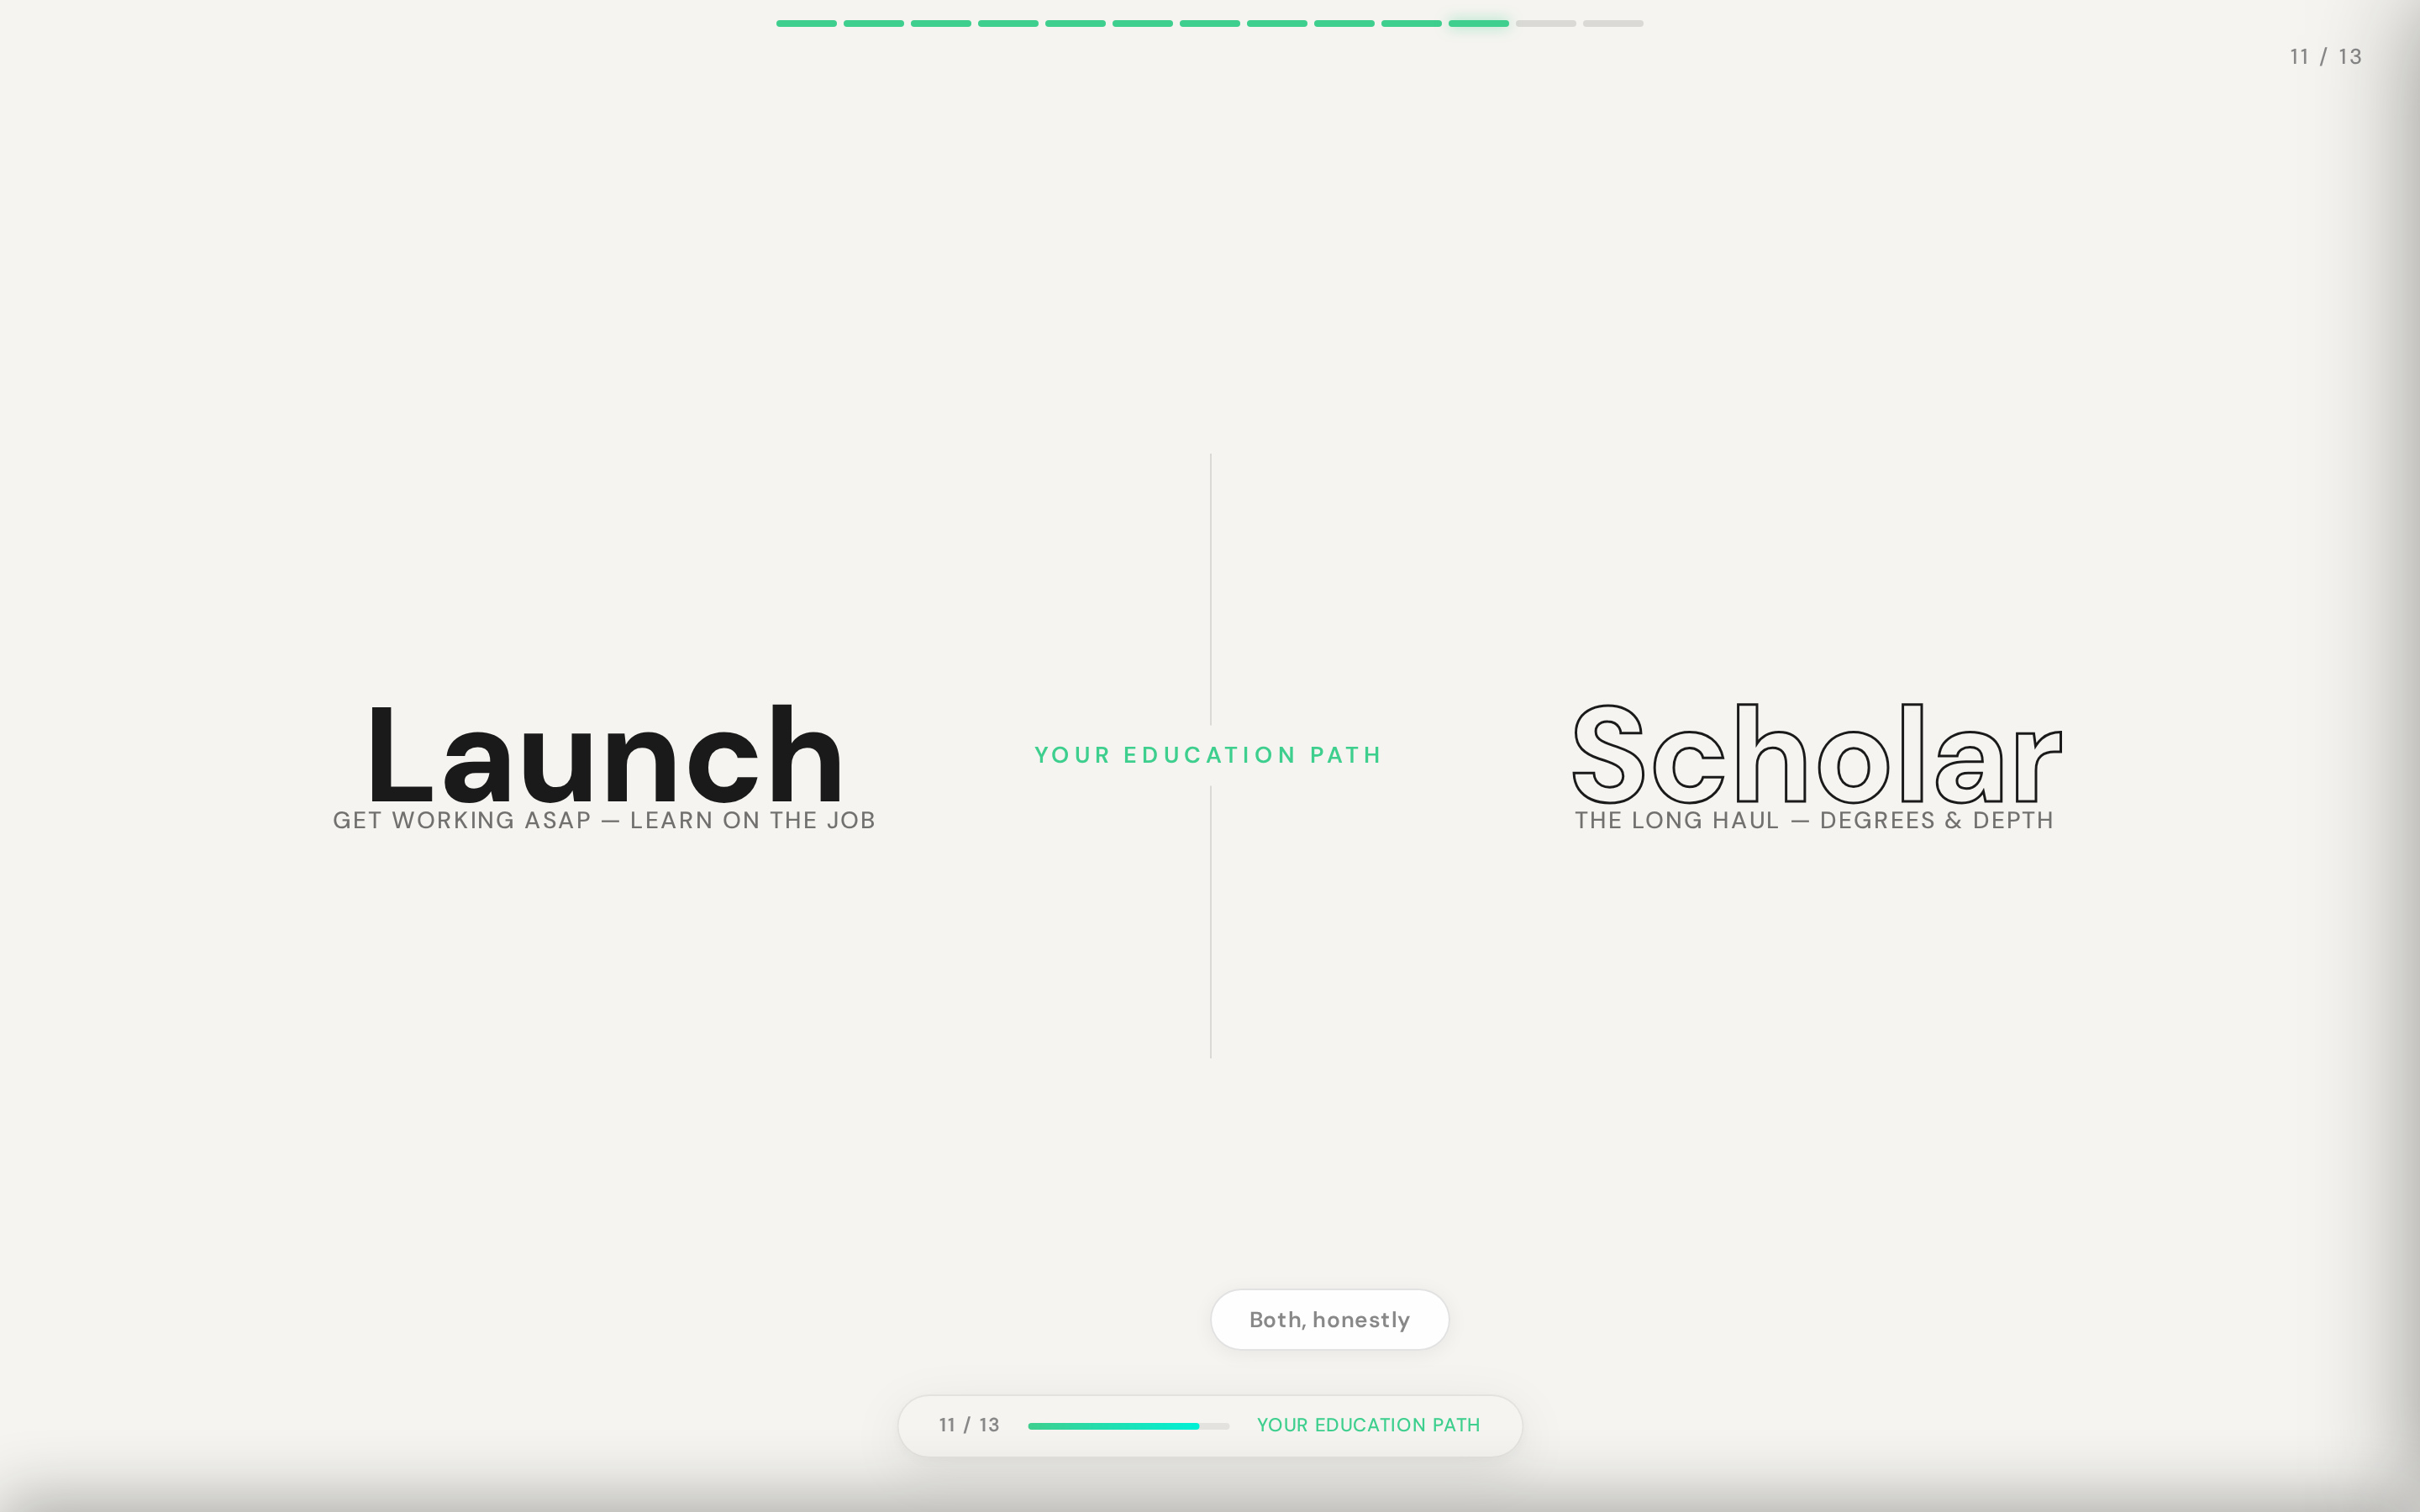 11 / 13
Launch
GET WORKING ASAP — LEARN ON THE JOB
YOUR EDUCATION PATH
Scholar
THE LONG HAUL — DEGREES & DEPTH
Both, honestly
11 / 13
YOUR EDUCATION PATH